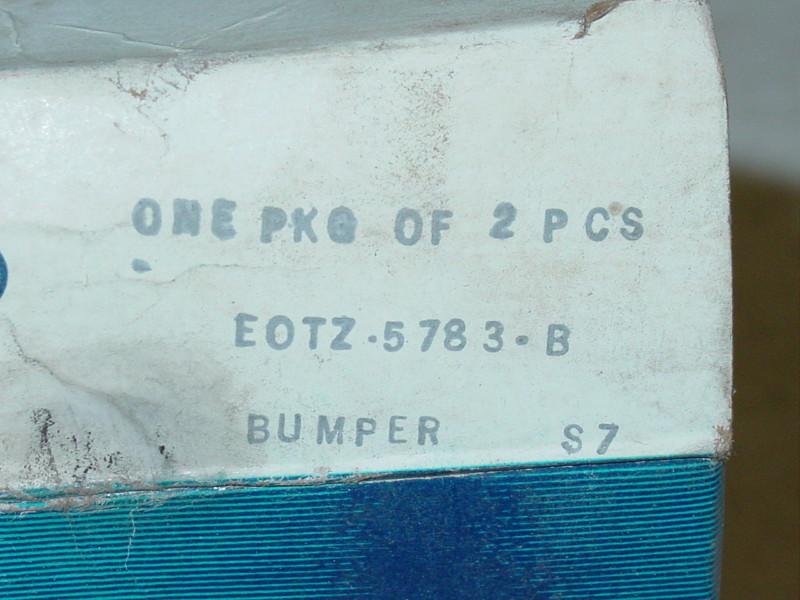 ONE PKG OF 2 PCS
EOTZ-5783-B
BUMPER S7